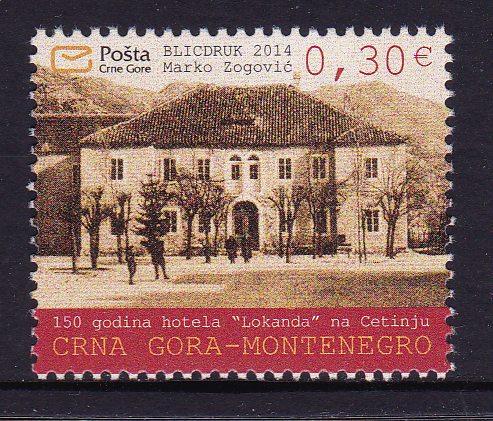 Pošta
Crne Gore
BLICDRUK 2014
Marko Zogović
0,30€
150 godina hotela "Lokanda" na Cetinju
CRNA GORA-MONTENEGRO